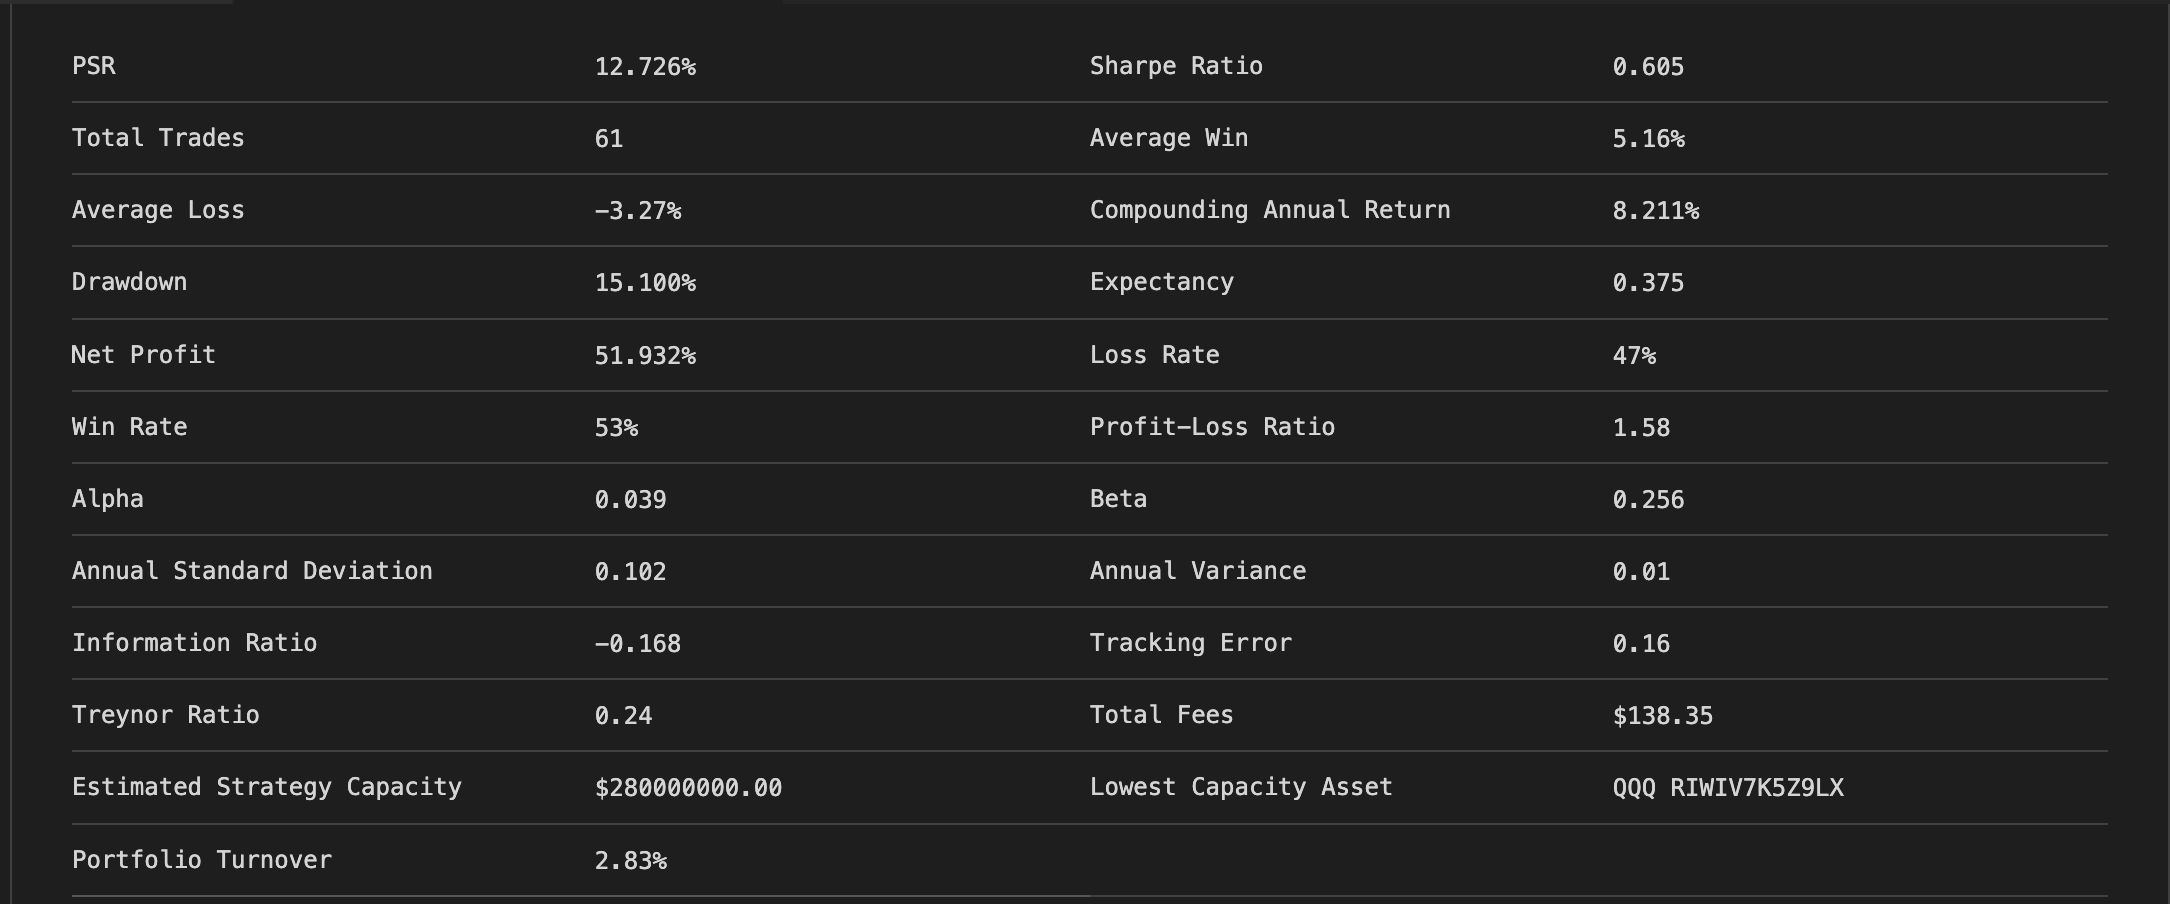 PSR 12.726% Sharpe Ratio 0.605
Total Trades 61 Average Win 5.16%
Average Loss -3.27% Compounding Annual Return 8.211%
Drawdown 15.100% Expectancy 0.375
Net Profit 51.932% Loss Rate 47%
Win Rate 53% Profit-Loss Ratio 1.58
Alpha 0.039 Beta 0.256
Annual Standard Deviation 0.102 Annual Variance 0.01
Information Ratio -0.168 Tracking Error 0.16
Treynor Ratio 0.24 Total Fees $138.35
Estimated Strategy Capacity $280000000.00 Lowest Capacity Asset QQQ RIWIV7K5Z9LX
Portfolio Turnover 2.83%